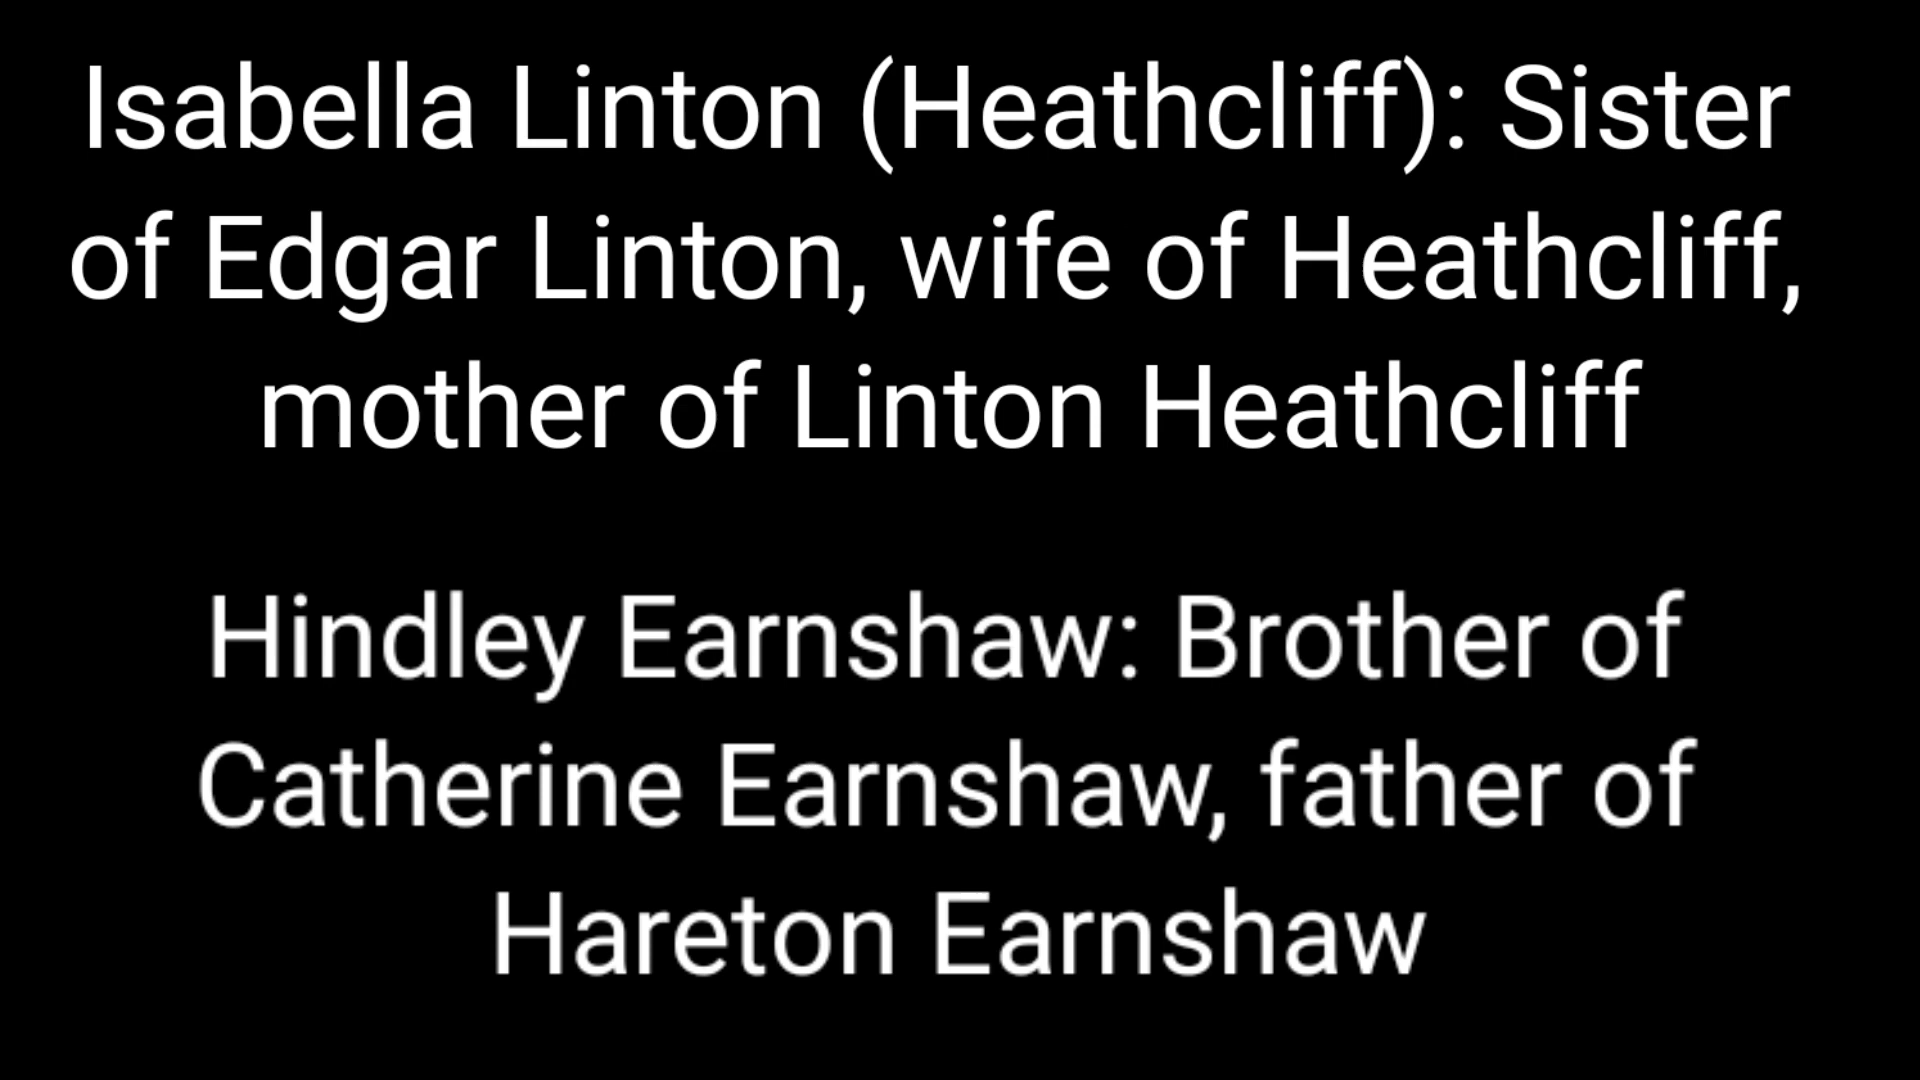 Isabella Linton (Heathcliff): Sister
of Edgar Linton, wife of Heathcliff,
mother of Linton Heathcliff
Hindley Earnshaw: Brother of
Catherine Earnshaw, father of
Hareton Earnshaw